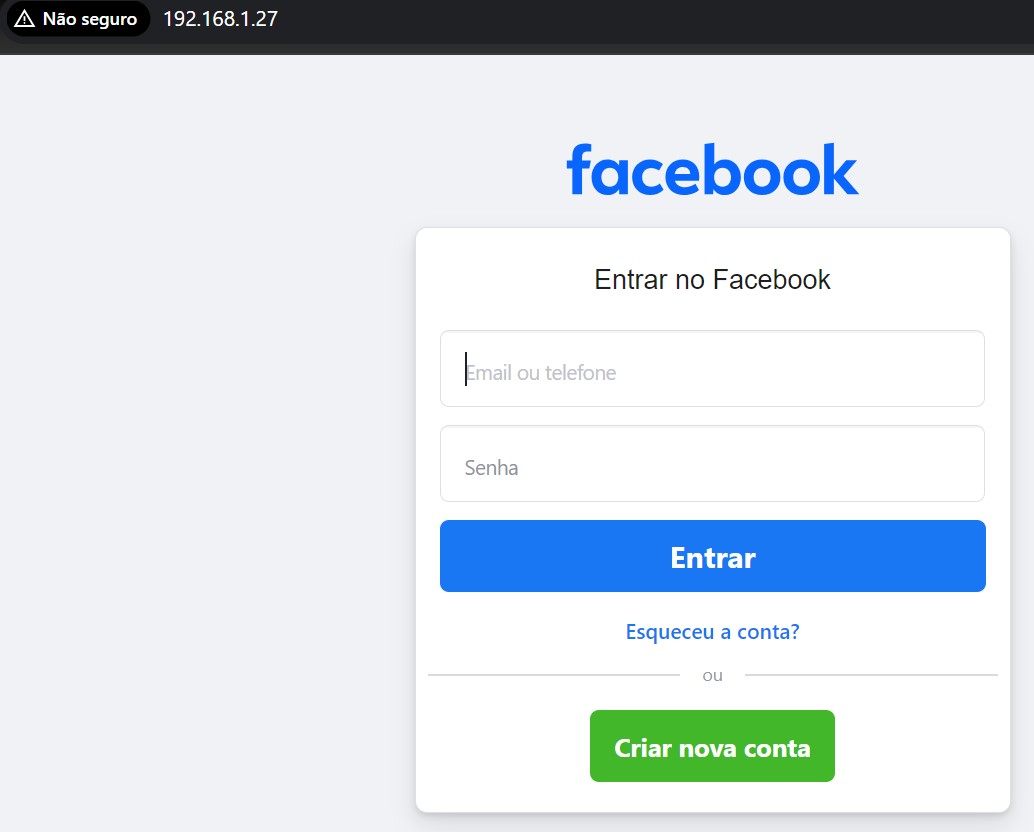 Não seguro 192.168.1.27
facebook
Entrar no Facebook
Email ou telefone
Senha
Entrar
Esqueceu a conta?
ou
Criar nova conta